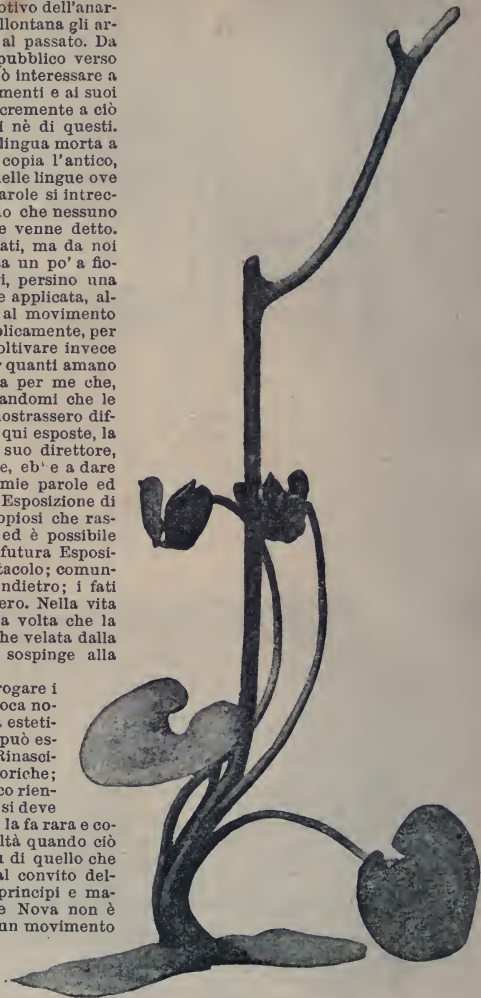 otivo dell'anar-
llontana gli ar-
al passato. Da
pubblico verso
ò interessare a
menti e ai suoi
cremente a ciò
i nè di questi.
lingua morta a
copia l'antico,
elle lingue ove
arole si intrec-
o che nessuno
e venne detto.
ati, ma da noi
a un po' a fio-
i, persino una
e applicata, al-
al movimento
blicamente, per
oltivare invece
quanti amano
a per me che,
andomi che le
ostrassero dif-
qui esposte, la
suo direttore,
e, eb' e a dare
mie parole ed
Esposizione di
opiosi che ras-
ed è possibile
futura Esposi-
tacolo; comun-
ndietro; i fati
ero. Nella vita
a volta che la
he velata dalla
sospinge alla
rogare i
oca no-
esteti-
può es-
Rinasci-
oriche;
co rien-
si deve
la fa rara e co-
ltà quando ciò
di quello che
al convito del-
principi e ma-
e Nova non è
un movimento